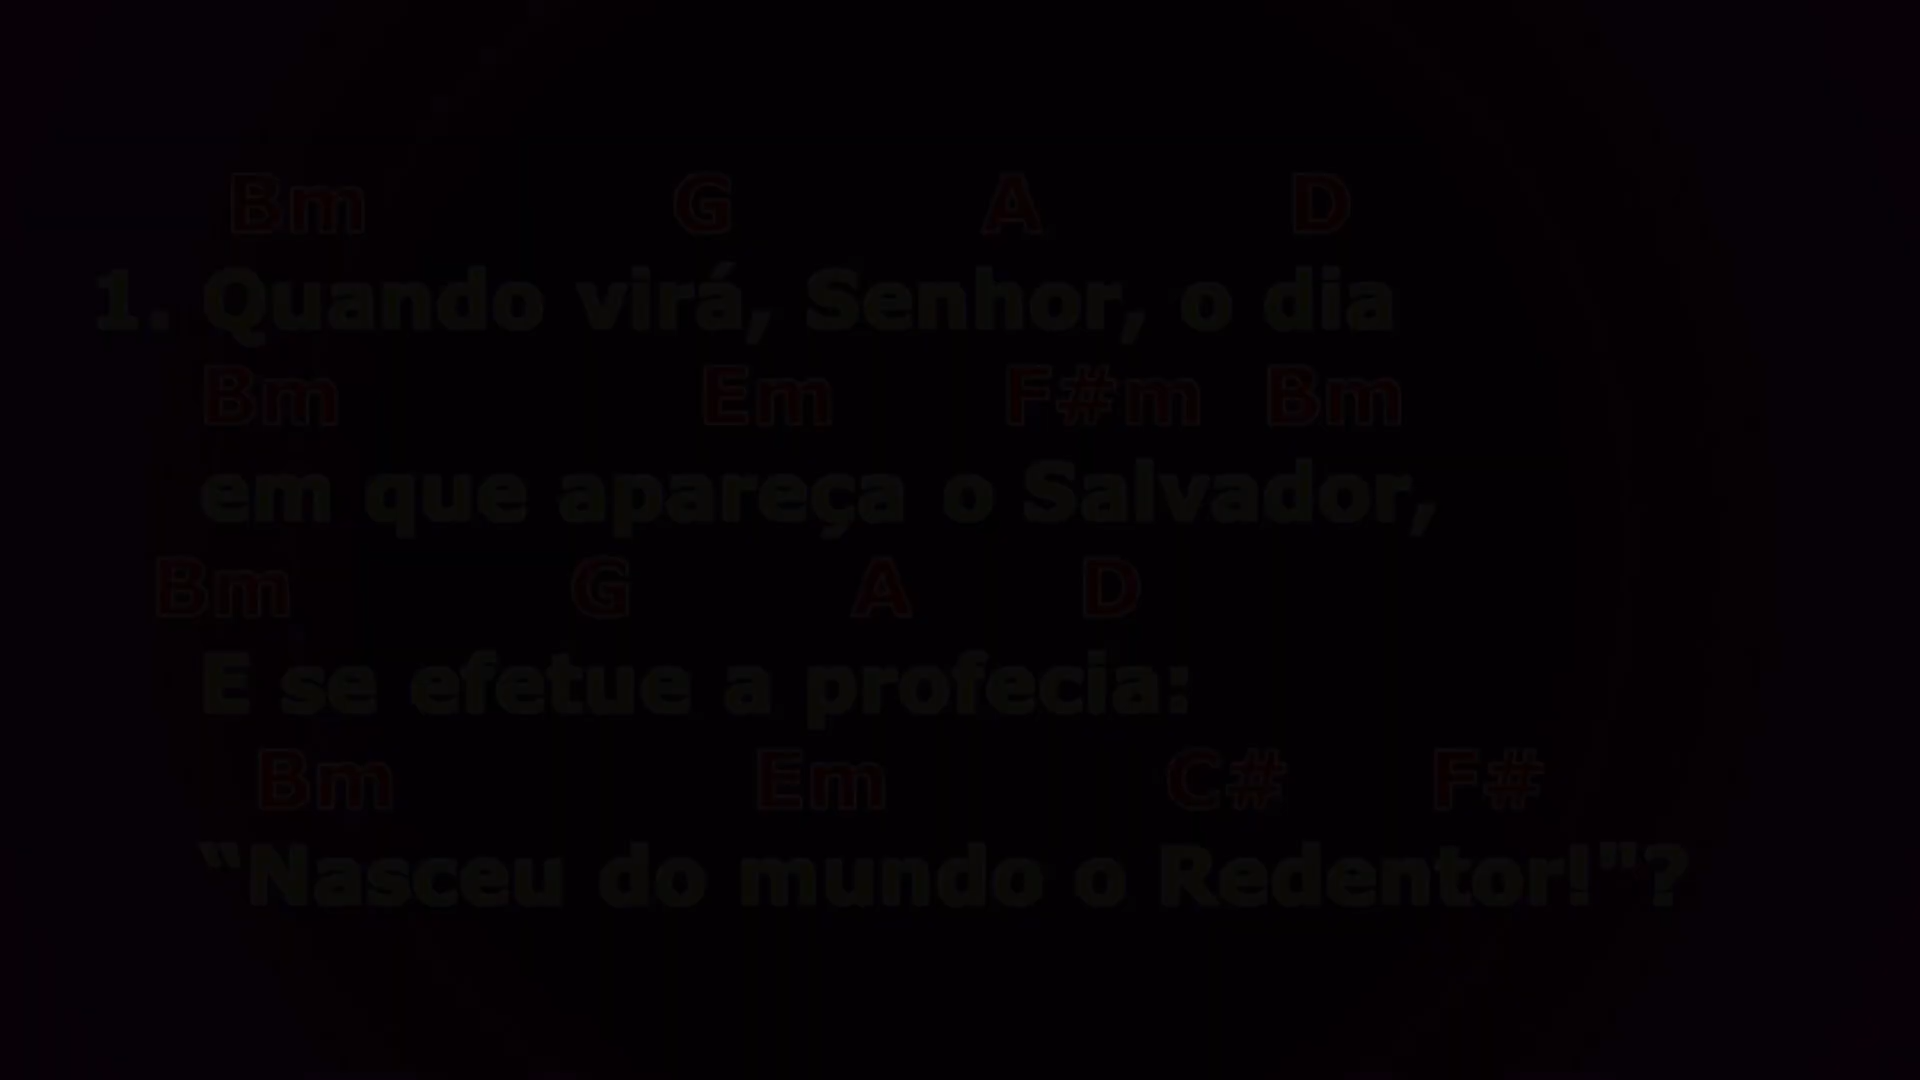 Bm G A D
1. Quando virá, Senhor, o dia
Bm Em F#m Bm
em que apareça o Salvador,
Bm G A D
E se efetue a profecia:
Bm Em C# F#
“Nasceu do mundo o Redentor!"?